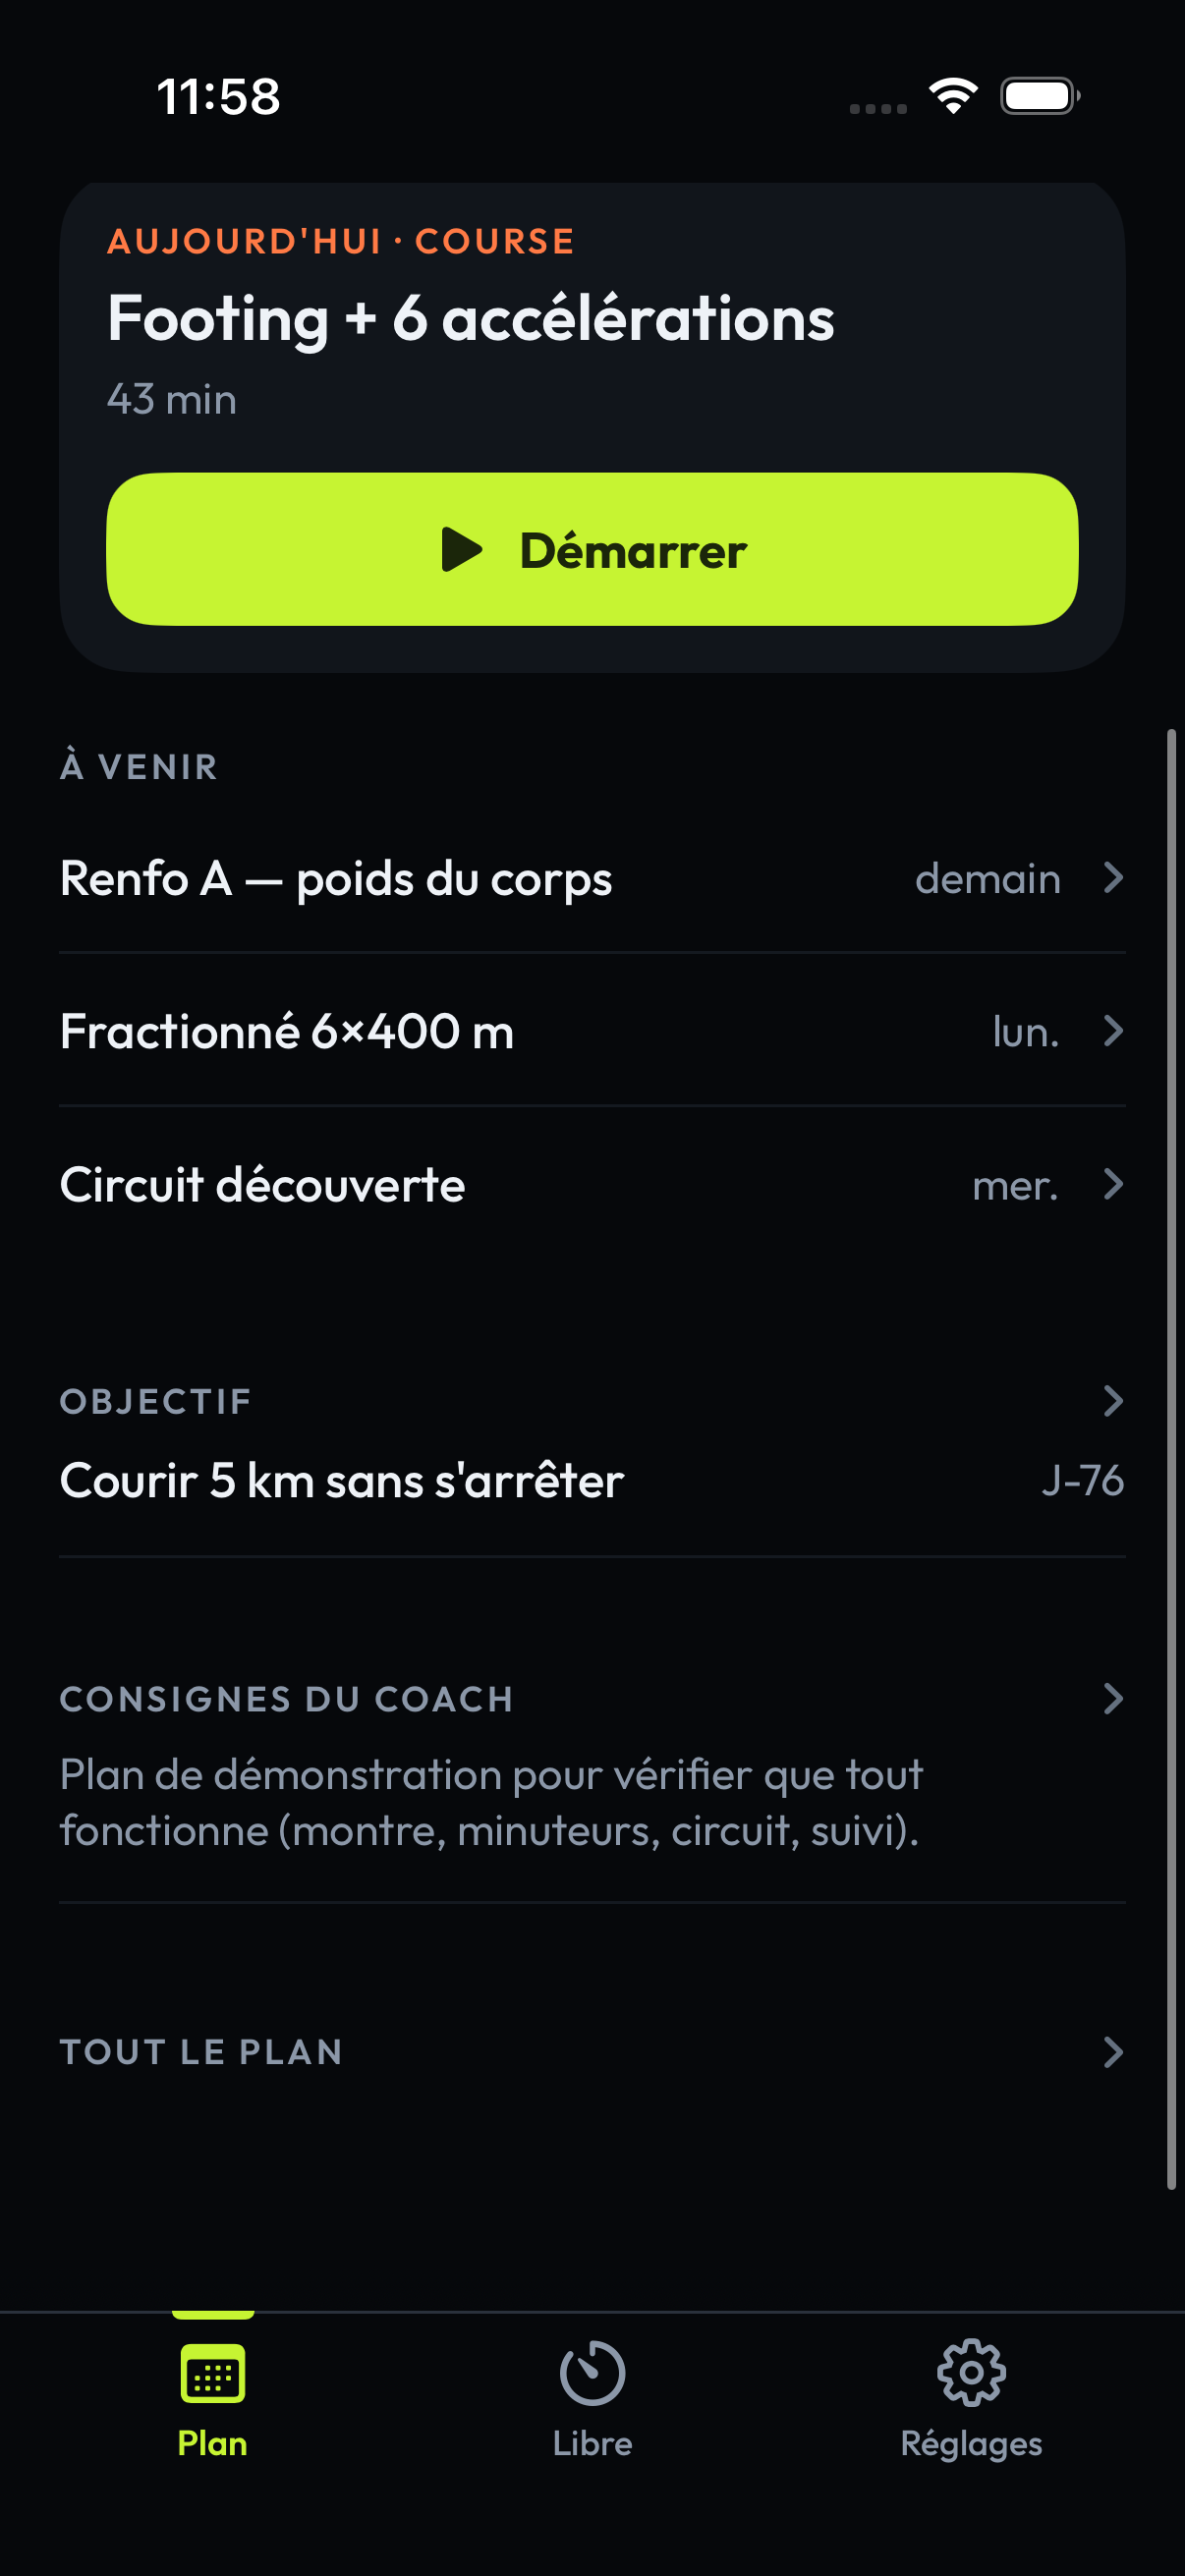 11:58
AUJOURD'HUI · COURSE
Footing + 6 accélérations
43 min
Démarrer
À VENIR
Renfo A — poids du corps demain
Fractionné 6×400 m lun.
Circuit découverte mer.
OBJECTIF
Courir 5 km sans s'arrêter J-76
CONSIGNES DU COACH
Plan de démonstration pour vérifier que tout
fonctionne (montre, minuteurs, circuit, suivi).
TOUT LE PLAN
Plan Libre Réglages